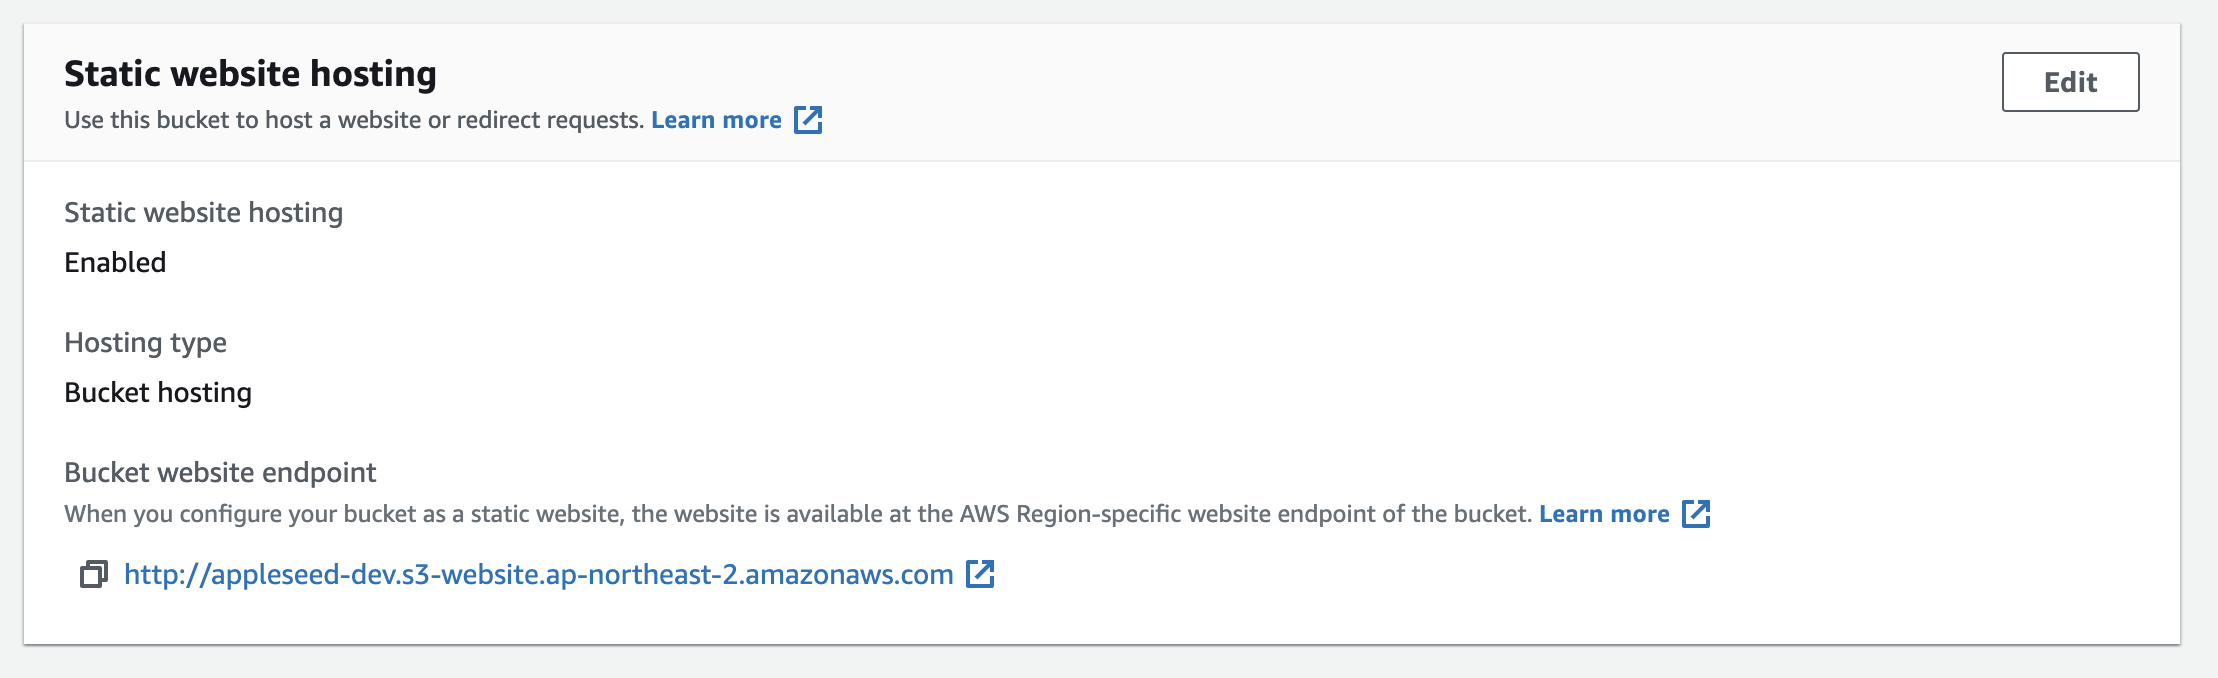 Static website hosting
Edit
Use this bucket to host a website or redirect requests. Learn more
Static website hosting
Enabled
Hosting type
Bucket hosting
Bucket website endpoint
When you configure your bucket as a static website, the website is available at the AWS Region-specific website endpoint of the bucket. Learn more
http://appleseed-dev.s3-website.ap-northeast-2.amazonaws.com